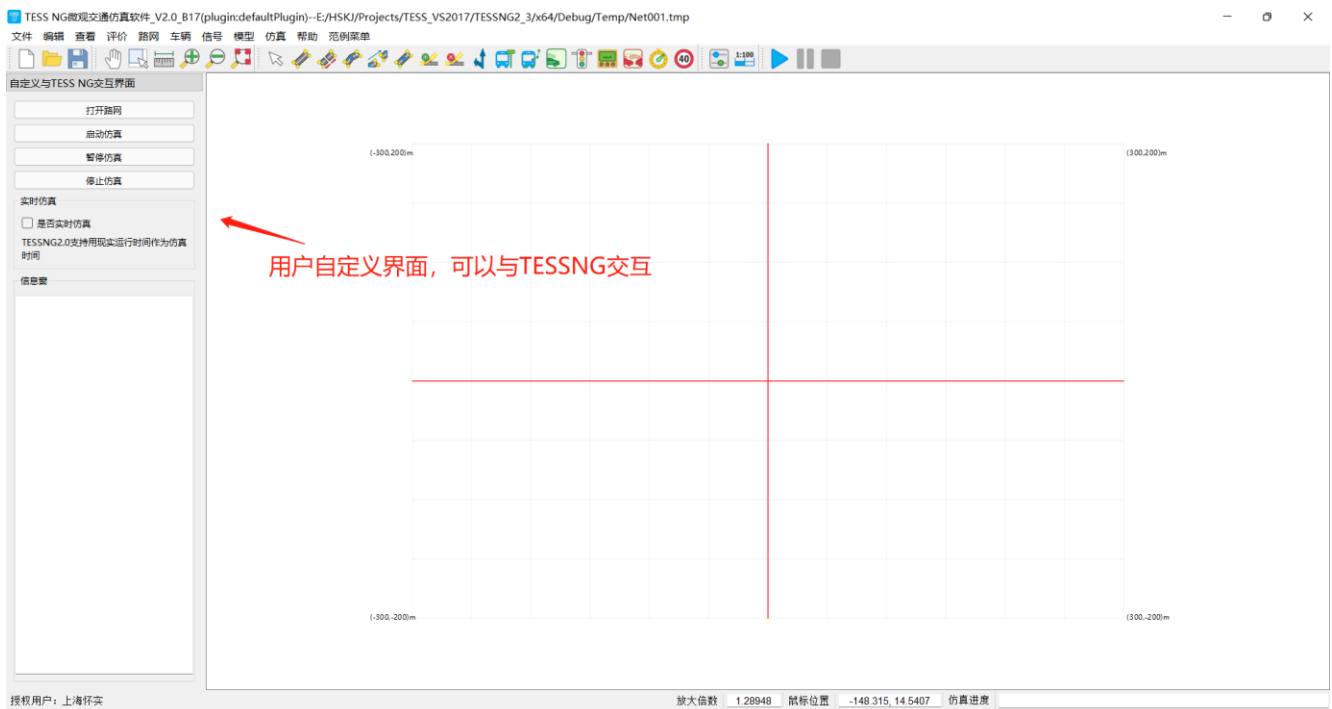 TESS NG微观交通仿真软件_V2.0_B17(plugin:defaultPlugin)--E:/HSKJ/Projects/TESS_VS2017/TESSNG2_3/x64/Debug/Temp/Net001.tmp
文件 编辑 查看 评价 路网 车辆 信号 模型 仿真 帮助 范例菜单
40 1:100
自定义与TESS NG交互界面
打开路网
启动仿真
暂停仿真
停止仿真
实时仿真
是否实时仿真
TESSNG2.0支持用现实运行时间作为仿真
时间
信息窗
(-300,200)m
(300,200)m
用户自定义界面，可以与TESSNG交互
(-300,-200)m
(300,-200)m
授权用户：上海怀实
放大倍数 1.28948 鼠标位置 -148.315, 14.5407 仿真进度